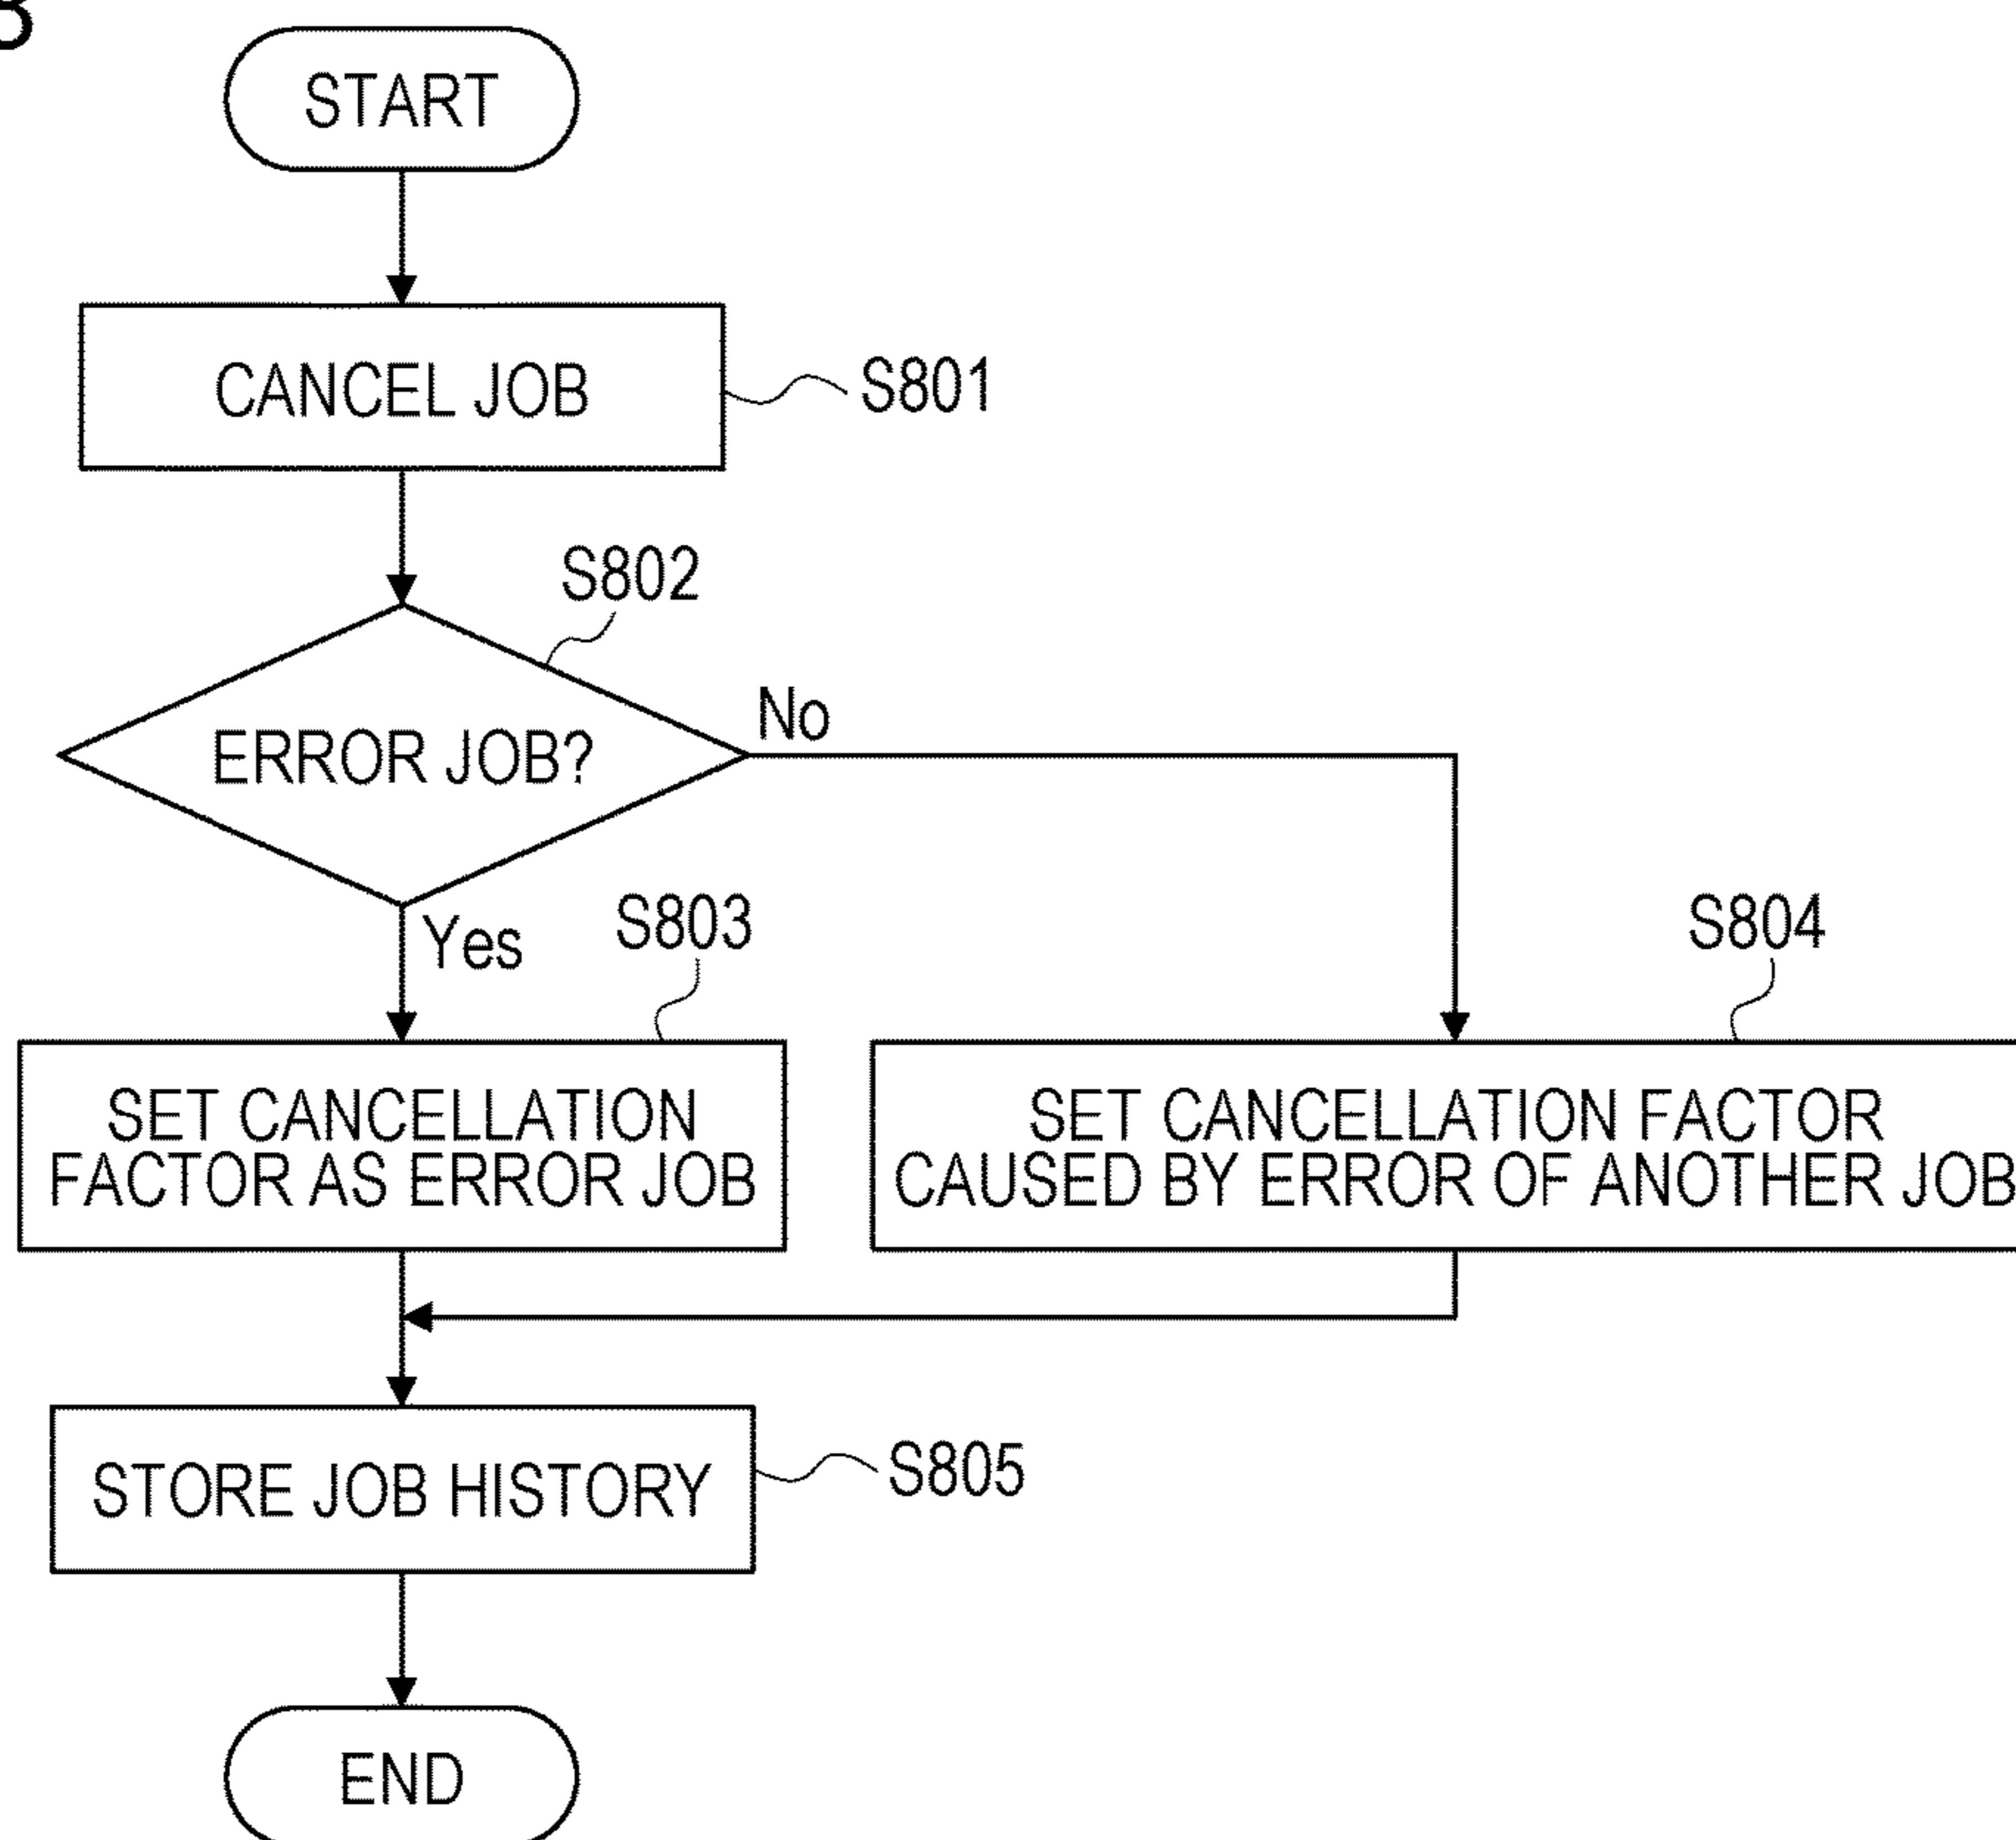 START
CANCEL JOB
S801
S802
ERROR JOB?
No
Yes
S803
S804
SET CANCELLATION
FACTOR AS ERROR JOB
SET CANCELLATION FACTOR
CAUSED BY ERROR OF ANOTHER JOB
STORE JOB HISTORY
S805
END